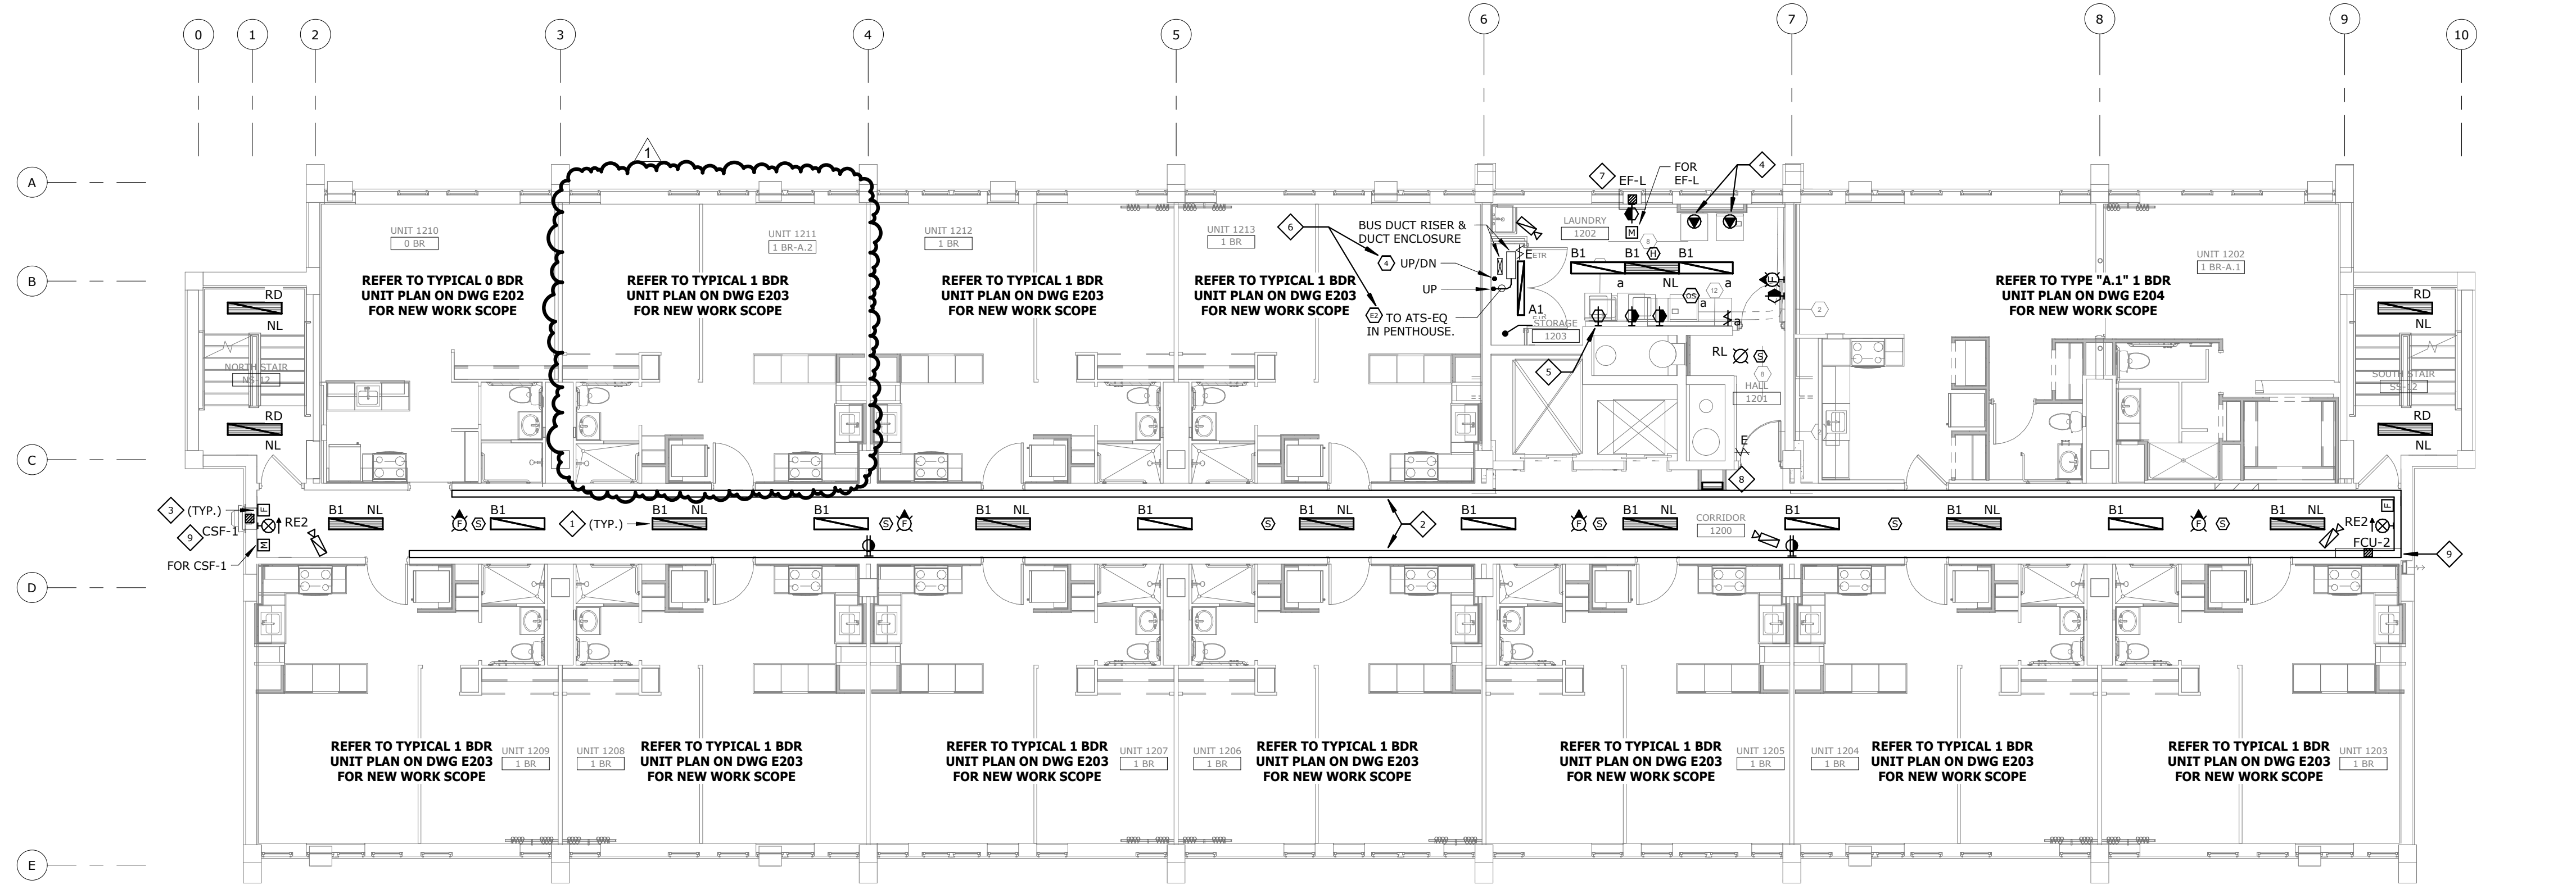 0
1
2
3
4
5
6
7
8
9
10
A
B
C
D
E
1
UNIT 1210
0 BR
REFER TO TYPICAL 0 BDR
UNIT PLAN ON DWG E202
FOR NEW WORK SCOPE
UNIT 1211
1 BR-A.2
REFER TO TYPICAL 1 BDR
UNIT PLAN ON DWG E203
FOR NEW WORK SCOPE
UNIT 1212
1 BR
REFER TO TYPICAL 1 BDR
UNIT PLAN ON DWG E203
FOR NEW WORK SCOPE
UNIT 1213
1 BR
REFER TO TYPICAL 1 BDR
UNIT PLAN ON DWG E203
FOR NEW WORK SCOPE
6
BUS DUCT RISER &
DUCT ENCLOSURE
4
UP/DN
UP
E2
TO ATS-EQ
IN PENTHOUSE.
7
EF-L
FOR
EF-L
4
LAUNDRY
1202
M
8
E
ETR
B1
B1
H
B1
a
NL
a
OS
12
a
a
F
2
A1
STORAGE
1203
5
RL
S
8
HALL
1201
E
8
UNIT 1202
1 BR-A.1
REFER TO TYPE "A.1" 1 BDR
UNIT PLAN ON DWG E204
FOR NEW WORK SCOPE
RD
NL
NORTH STAIR
NS-12
RD
NL
RD
NL
SOUTH STAIR
SS-12
RD
NL
3
(TYP.)
F
RE2
9
CSF-1
M
FOR CSF-1
B1
NL
F
S
B1
1
(TYP.)
B1
NL
B1
S
F
B1
NL
B1
S
B1
NL
2
B1
F
S
B1
NL
CORRIDOR
1200
B1
S
B1
NL
B1
F
S
B1
NL
RE2
F
FCU-2
9
REFER TO TYPICAL 1 BDR
UNIT PLAN ON DWG E203
FOR NEW WORK SCOPE
UNIT 1209
1 BR
UNIT 1208
1 BR
REFER TO TYPICAL 1 BDR
UNIT PLAN ON DWG E203
FOR NEW WORK SCOPE
REFER TO TYPICAL 1 BDR
UNIT PLAN ON DWG E203
FOR NEW WORK SCOPE
UNIT 1207
1 BR
UNIT 1206
1 BR
REFER TO TYPICAL 1 BDR
UNIT PLAN ON DWG E203
FOR NEW WORK SCOPE
REFER TO TYPICAL 1 BDR
UNIT PLAN ON DWG E203
FOR NEW WORK SCOPE
UNIT 1205
1 BR
UNIT 1204
1 BR
REFER TO TYPICAL 1 BDR
UNIT PLAN ON DWG E203
FOR NEW WORK SCOPE
REFER TO TYPICAL 1 BDR
UNIT PLAN ON DWG E203
FOR NEW WORK SCOPE
UNIT 1203
1 BR